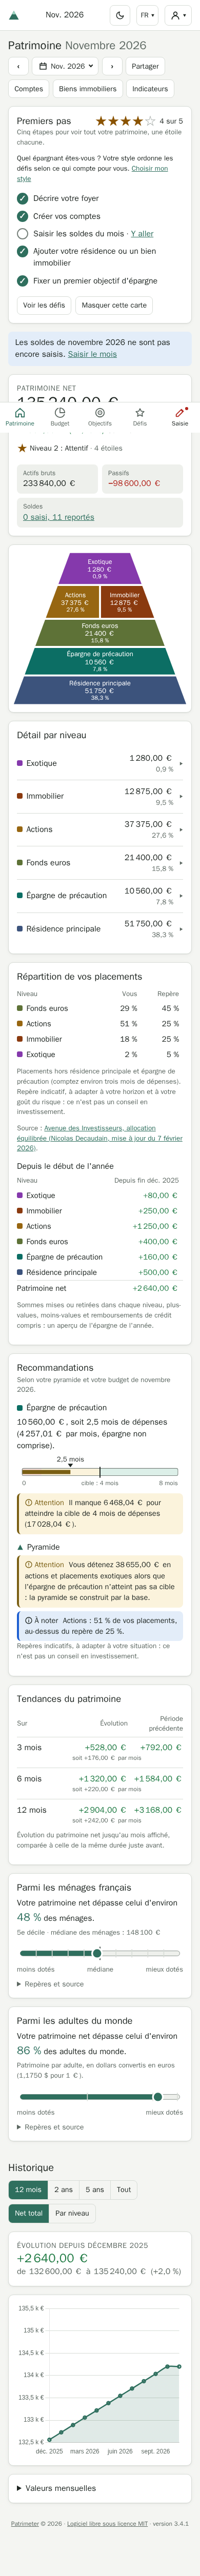 Nov. 2026
FR ▾
Patrimoine Novembre 2026
‹
Nov. 2026
›
Partager
Comptes
Biens immobiliers
Indicateurs
Premiers pas
4 sur 5
Cinq étapes pour voir tout votre patrimoine, une étoile chacune.
Quel épargnant êtes-vous ? Votre style ordonne les défis selon ce qui compte pour vous. Choisir mon style
Décrire votre foyer
Créer vos comptes
Saisir les soldes du mois · Y aller
Ajouter votre résidence ou un bien immobilier
Fixer un premier objectif d'épargne
Voir les défis
Masquer cette carte
Les soldes de novembre 2026 ne sont pas encore saisis. Saisir le mois
PATRIMOINE NET
Patrimoine
Budget
Objectifs
Défis
Saisie
Niveau 2 : Attentif · 4 étoiles
Actifs bruts
233 840,00 €
Passifs
−98 600,00 €
Soldes
0 saisi, 11 reportés
Exotique
1 280 €
0,9 %
Actions
37 375 €
27,6 %
Immobilier
12 875 €
9,5 %
Fonds euros
21 400 €
15,8 %
Épargne de précaution
10 560 €
7,8 %
Résidence principale
51 750 €
38,3 %
Détail par niveau
Exotique
1 280,00 €
0,9 %
Immobilier
12 875,00 €
9,5 %
Actions
37 375,00 €
27,6 %
Fonds euros
21 400,00 €
15,8 %
Épargne de précaution
10 560,00 €
7,8 %
Résidence principale
51 750,00 €
38,3 %
Répartition de vos placements
Niveau Vous Repère
Fonds euros 29 % 45 %
Actions 51 % 25 %
Immobilier 18 % 25 %
Exotique 2 % 5 %
Placements hors résidence principale et épargne de précaution (comptez environ trois mois de dépenses). Repère indicatif, à adapter à votre horizon et à votre goût du risque : ce n'est pas un conseil en investissement.
Source : Avenue des Investisseurs, allocation équilibrée (Nicolas Decaudain, mise à jour du 7 février 2026).
Depuis le début de l'année
Niveau Depuis fin déc. 2025
Exotique +80,00 €
Immobilier +250,00 €
Actions +1 250,00 €
Fonds euros +400,00 €
Épargne de précaution +160,00 €
Résidence principale +500,00 €
Patrimoine net +2 640,00 €
Sommes mises ou retirées dans chaque niveau, plus-values, moins-values et remboursements de crédit compris : un aperçu de l'épargne de l'année.
Recommandations
Selon votre pyramide et votre budget de novembre 2026.
Épargne de précaution
10 560,00 €, soit 2,5 mois de dépenses (4 257,01 € par mois, épargne non comprise).
2,5 mois
0
cible : 4 mois
8 mois
Attention Il manque 6 468,04 € pour atteindre la cible de 4 mois de dépenses (17 028,04 €).
Pyramide
Attention Vous détenez 38 655,00 € en actions et placements exotiques alors que l'épargne de précaution n'atteint pas sa cible : la pyramide se construit par la base.
À noter Actions : 51 % de vos placements, au-dessus du repère de 25 %.
Repères indicatifs, à adapter à votre situation : ce n'est pas un conseil en investissement.
Tendances du patrimoine
Sur Évolution Période précédente
3 mois +528,00 € +792,00 €
soit +176,00 € par mois
6 mois +1 320,00 € +1 584,00 €
soit +220,00 € par mois
12 mois +2 904,00 € +3 168,00 €
soit +242,00 € par mois
Évolution du patrimoine net jusqu'au mois affiché, comparée à celle de la même durée juste avant.
Parmi les ménages français
Votre patrimoine net dépasse celui d'environ
48 % des ménages.
5e décile · médiane des ménages : 148 100 €
moins dotés
médiane
mieux dotés
Repères et source
Parmi les adultes du monde
Votre patrimoine net dépasse celui d'environ
86 % des adultes du monde.
Patrimoine par adulte, en dollars convertis en euros (1,1750 $ pour 1 €).
moins dotés
mieux dotés
Repères et source
Historique
12 mois
2 ans
5 ans
Tout
Net total
Par niveau
ÉVOLUTION DEPUIS DÉCEMBRE 2025
+2 640,00 €
de 132 600,00 € à 135 240,00 € (+2,0 %)
135,5 k €
135 k €
134,5 k €
134 k €
133,5 k €
133 k €
132,5 k €
déc. 2025
mars 2026
juin 2026
sept. 2026
Valeurs mensuelles
Patrimeter © 2026 · Logiciel libre sous licence MIT · version 3.4.1